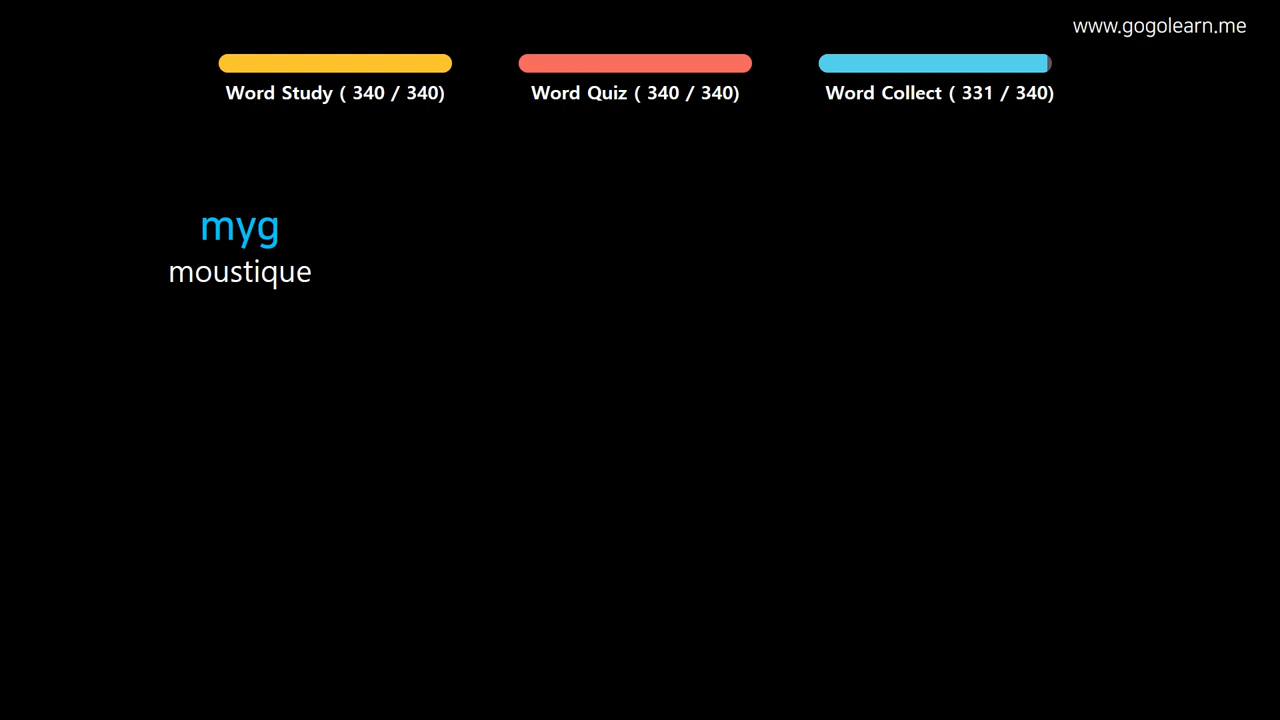 www.gogolearn.me
Word Study ( 340 / 340)
Word Quiz ( 340 / 340)
Word Collect ( 331 / 340)
myg
moustique